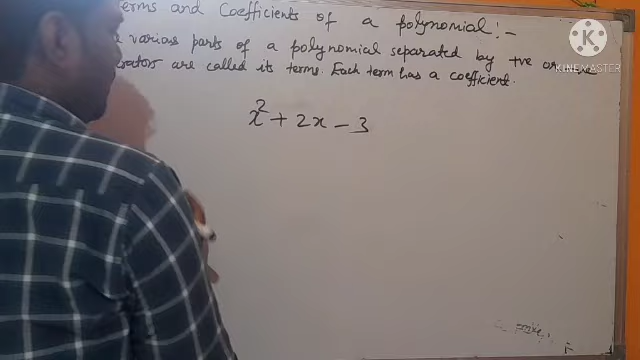 erms and Coefficients of a polynomial:-
various parts of a polynomial separated by +ve or
erators are called its terms. Each term has a coefficient.
x² + 2x - 3
KINEMASTER